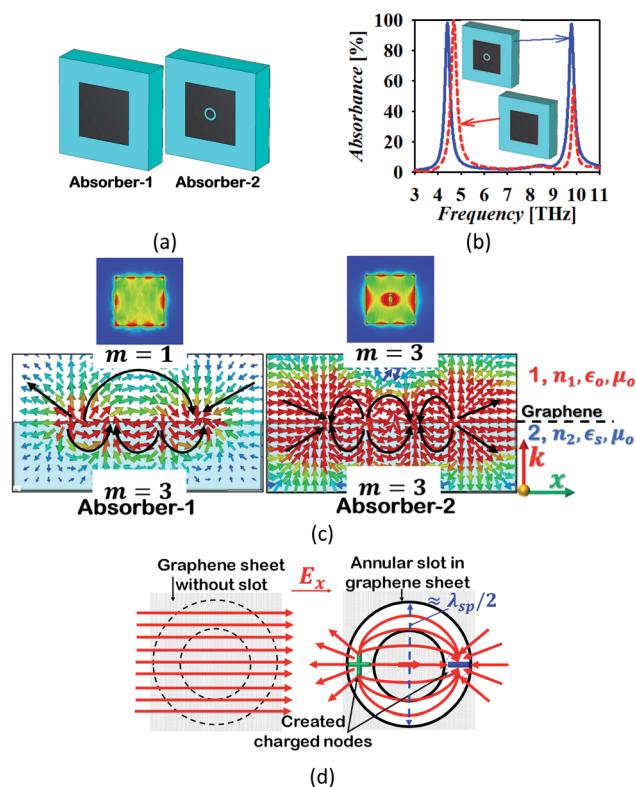 Absorber-1 Absorber-2
(a)
Absorbance [%]
100
80
60
40
20
0
3 4 5 6 7 8 9 10 11
Frequency [THz]
(b)
m = 1 m = 3
1, n₁, ϵₒ, μₒ
Graphene
2, n₂, ϵₛ, μₒ
k
x
m = 3 m = 3
Absorber-1 Absorber-2
(c)
Graphene sheet
without slot
Eₓ
Annular slot in
graphene sheet
≈ λₛₚ/2
+ −
Created
charged nodes
(d)